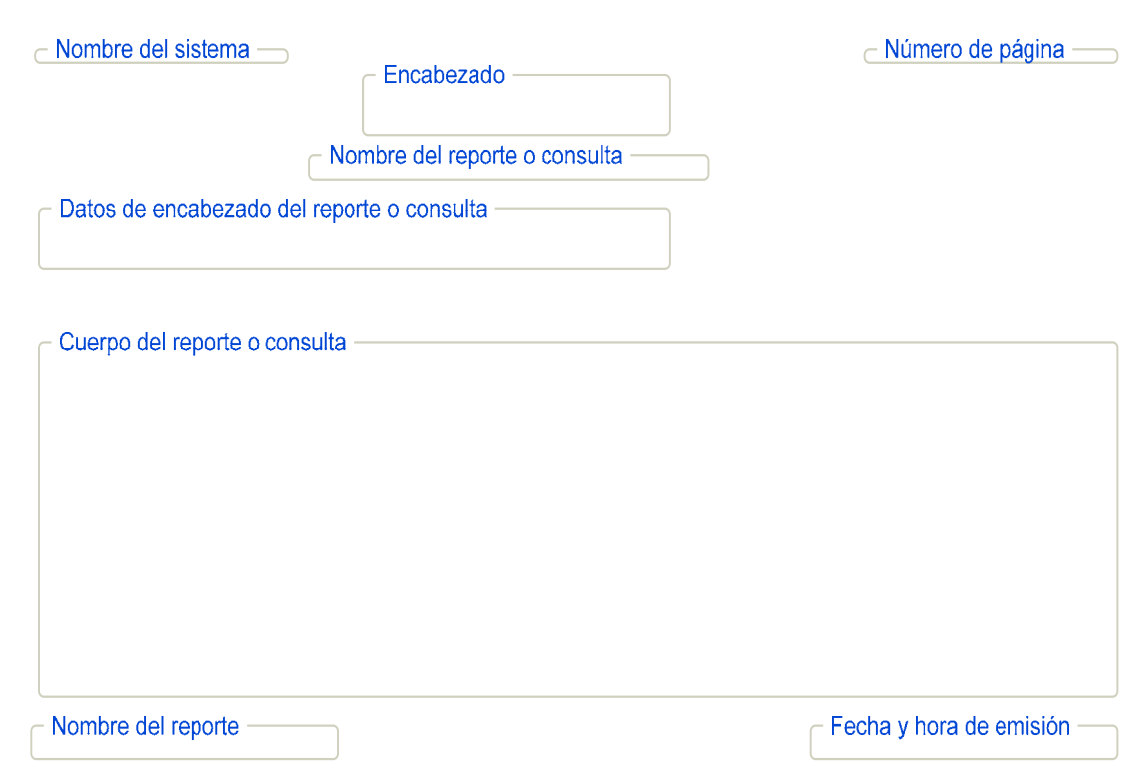 Nombre del sistema
Número de página
Encabezado
Nombre del reporte o consulta
Datos de encabezado del reporte o consulta
Cuerpo del reporte o consulta
Nombre del reporte
Fecha y hora de emisión